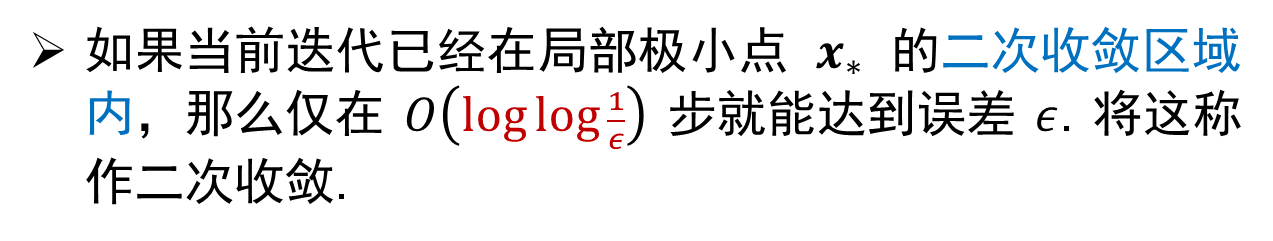 ➢ 如果当前迭代已经在局部极小点 𝒙* 的二次收敛区域
内，那么仅在 O(log log 1/ϵ) 步就能达到误差 ϵ. 将这称
作二次收敛.